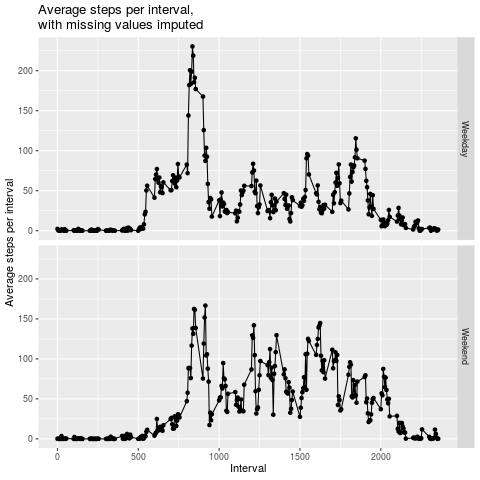 Average steps per interval,
with missing values imputed
Average steps per interval
200
150
100
50
0
Weekday
200
150
100
50
0
Weekend
0 500 1000 1500 2000
Interval